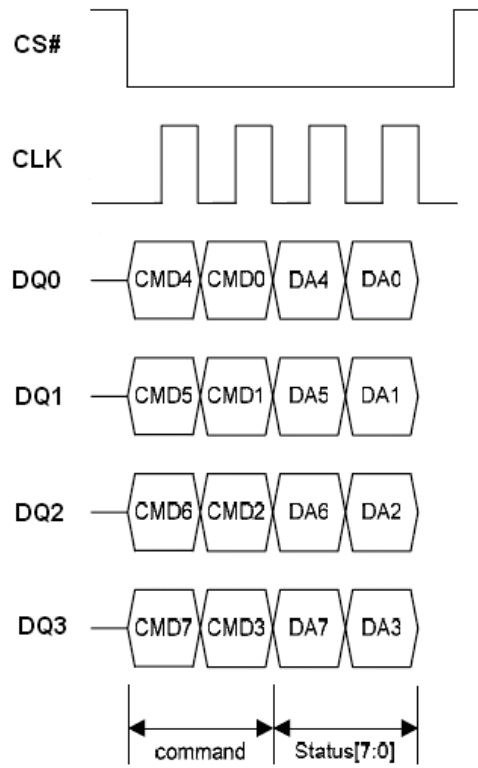 CS#
CLK
DQ0 CMD4 CMD0 DA4 DA0
DQ1 CMD5 CMD1 DA5 DA1
DQ2 CMD6 CMD2 DA6 DA2
DQ3 CMD7 CMD3 DA7 DA3
command Status[7:0]